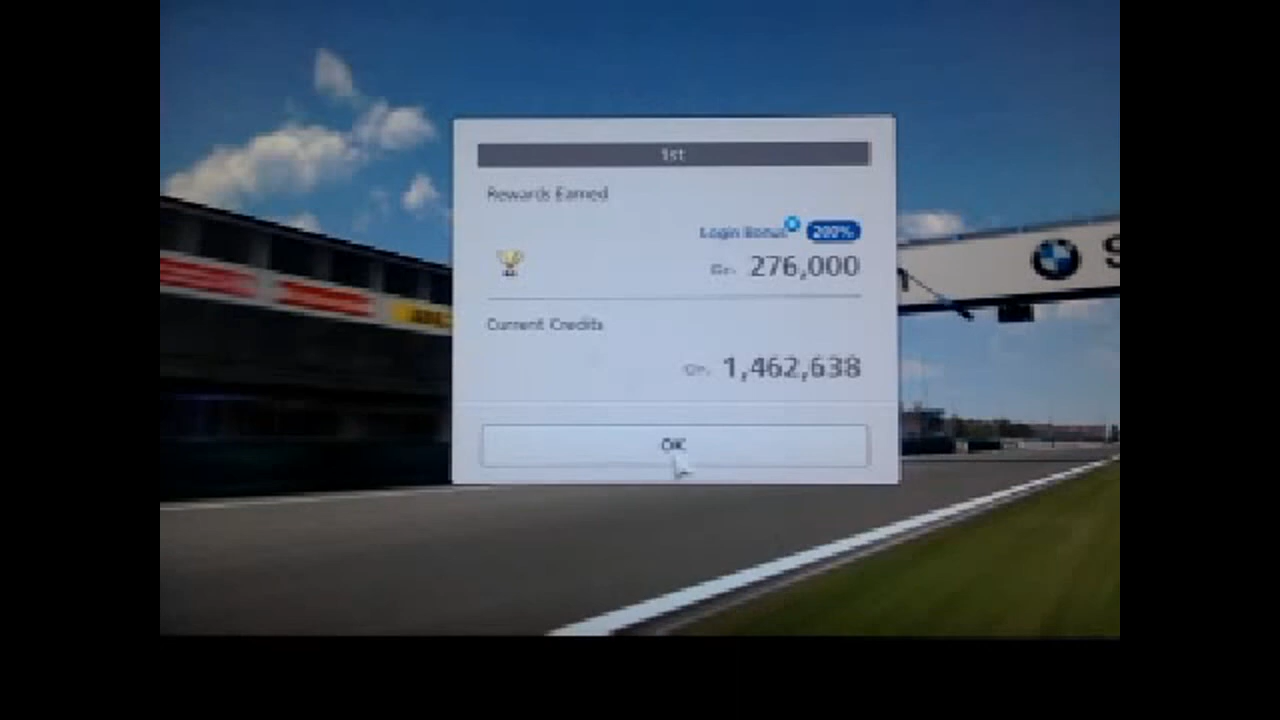 1st
Rewards Earned
Login Bonus 200%
Cr. 276,000
Current Credits
Cr. 1,462,638
OK